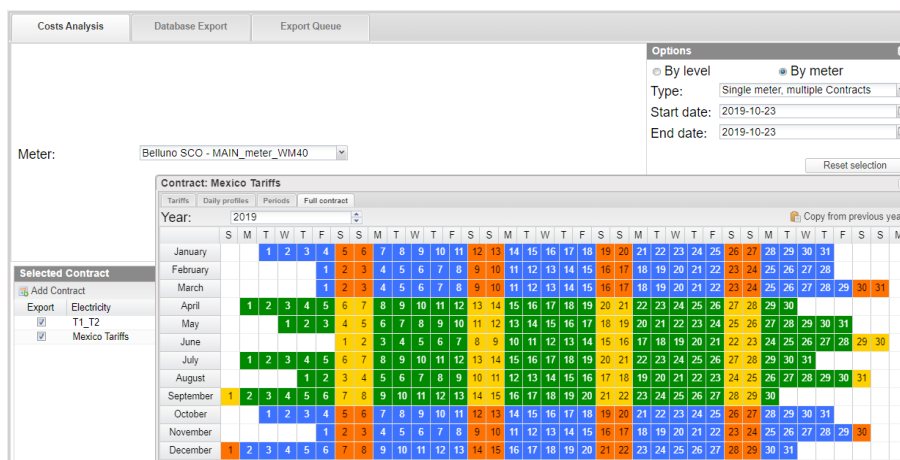 Costs Analysis Database Export Export Queue
Options
By level By meter
Type: Single meter, multiple Contracts
Start date: 2019-10-23
End date: 2019-10-23
Meter: Belluno SCO - MAIN_meter_WM40
Reset selection
Contract: Mexico Tariffs
Tariffs Daily profiles Periods Full contract
Year: 2019 Copy from previous yea
S M T W T F S S M T W T F S S M T W T F S S M T W T F S S M T W T F S S M
January 1 2 3 4 5 6 7 8 9 10 11 12 13 14 15 16 17 18 19 20 21 22 23 24 25 26 27 28 29 30 31
February 1 2 3 4 5 6 7 8 9 10 11 12 13 14 15 16 17 18 19 20 21 22 23 24 25 26 27 28
March 1 2 3 4 5 6 7 8 9 10 11 12 13 14 15 16 17 18 19 20 21 22 23 24 25 26 27 28 29 30 31
April 1 2 3 4 5 6 7 8 9 10 11 12 13 14 15 16 17 18 19 20 21 22 23 24 25 26 27 28 29 30
May 1 2 3 4 5 6 7 8 9 10 11 12 13 14 15 16 17 18 19 20 21 22 23 24 25 26 27 28 29 30 31
June 1 2 3 4 5 6 7 8 9 10 11 12 13 14 15 16 17 18 19 20 21 22 23 24 25 26 27 28 29 30
July 1 2 3 4 5 6 7 8 9 10 11 12 13 14 15 16 17 18 19 20 21 22 23 24 25 26 27 28 29 30 31
August 1 2 3 4 5 6 7 8 9 10 11 12 13 14 15 16 17 18 19 20 21 22 23 24 25 26 27 28 29 30 31
September 1 2 3 4 5 6 7 8 9 10 11 12 13 14 15 16 17 18 19 20 21 22 23 24 25 26 27 28 29 30
October 1 2 3 4 5 6 7 8 9 10 11 12 13 14 15 16 17 18 19 20 21 22 23 24 25 26 27 28 29 30 31
November 1 2 3 4 5 6 7 8 9 10 11 12 13 14 15 16 17 18 19 20 21 22 23 24 25 26 27 28 29 30
December 1 2 3 4 5 6 7 8 9 10 11 12 13 14 15 16 17 18 19 20 21 22 23 24 25 26 27 28 29 30 31
Selected Contract
Add Contract
Export Electricity
T1_T2
Mexico Tariffs